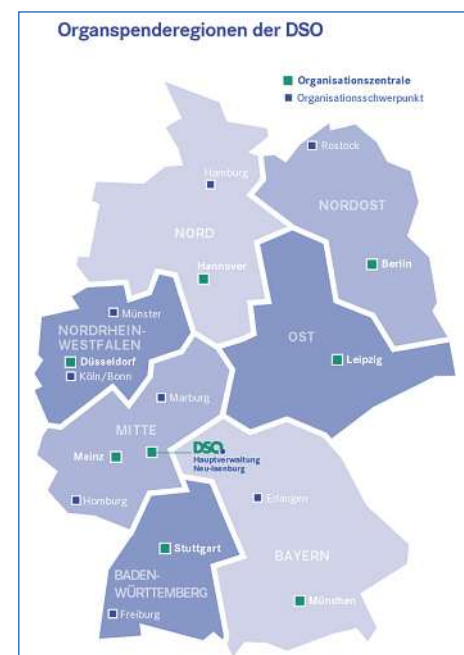 Organspenderegionen der DSO
Organisationszentrale
Organisationsschwerpunkt
Rostock
Hamburg
NORDOST
NORD
Berlin
Hannover
Münster
NORDRHEIN-
WESTFALEN
OST
Düsseldorf
Leipzig
Köln/Bonn
Marburg
MITTE
DSO
Hauptverwaltung
Neu-Isenburg
Mainz
Homburg
Erlangen
Stuttgart
BAYERN
BADEN-
WÜRTTEMBERG
München
Freiburg